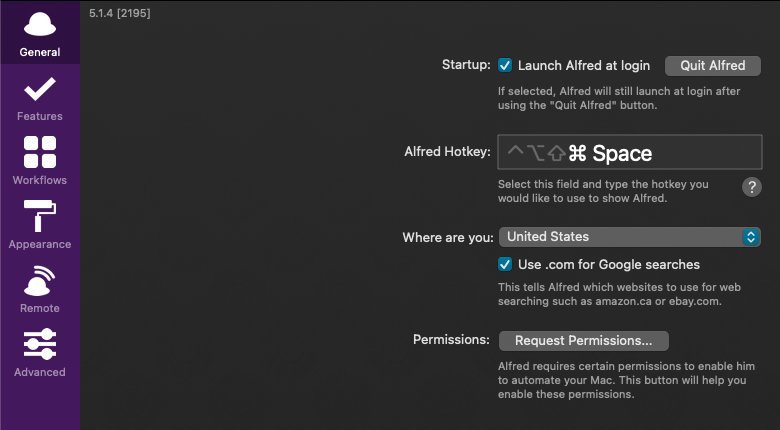 5.1.4 [2195]
General
Features
Workflows
Appearance
Remote
Advanced
Startup: Launch Alfred at login Quit Alfred
If selected, Alfred will still launch at login after
using the "Quit Alfred" button.
Alfred Hotkey: ^⌥⇧⌘ Space
Select this field and type the hotkey you ?
would like to use to show Alfred.
Where are you: United States
Use .com for Google searches
This tells Alfred which websites to use for web
searching such as amazon.ca or ebay.com.
Permissions: Request Permissions...
Alfred requires certain permissions to enable him
to automate your Mac. This button will help you
enable these permissions.